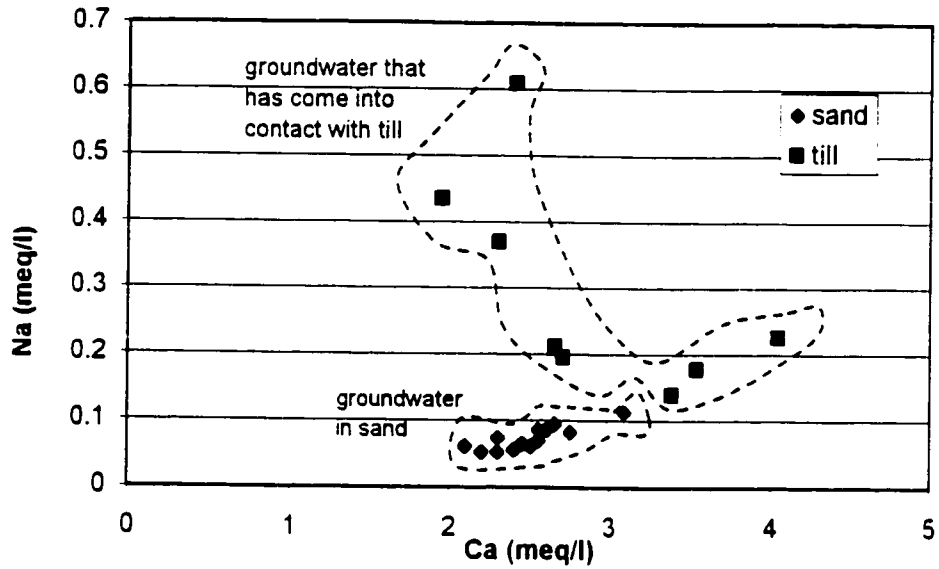 0.7
0.6
0.5
0.4
0.3
0.2
0.1
0
Na (meq/l)
groundwater that
has come into
contact with till
sand
till
groundwater
in sand
0
1
2
3
4
5
Ca (meq/l)